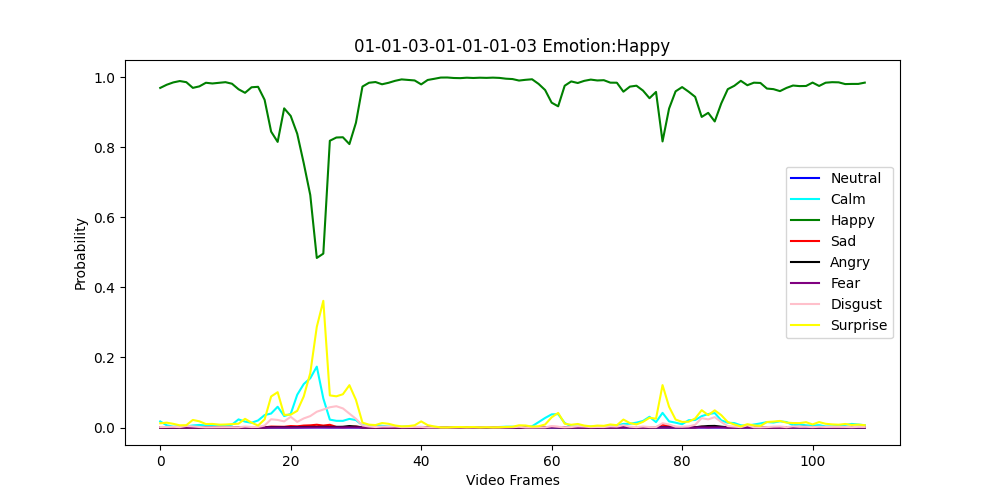 01-01-03-01-01-01-03 Emotion:Happy
1.0
0.8
0.6
0.4
0.2
0.0
Probability
0 20 40 60 80 100
Video Frames
Neutral
Calm
Happy
Sad
Angry
Fear
Disgust
Surprise